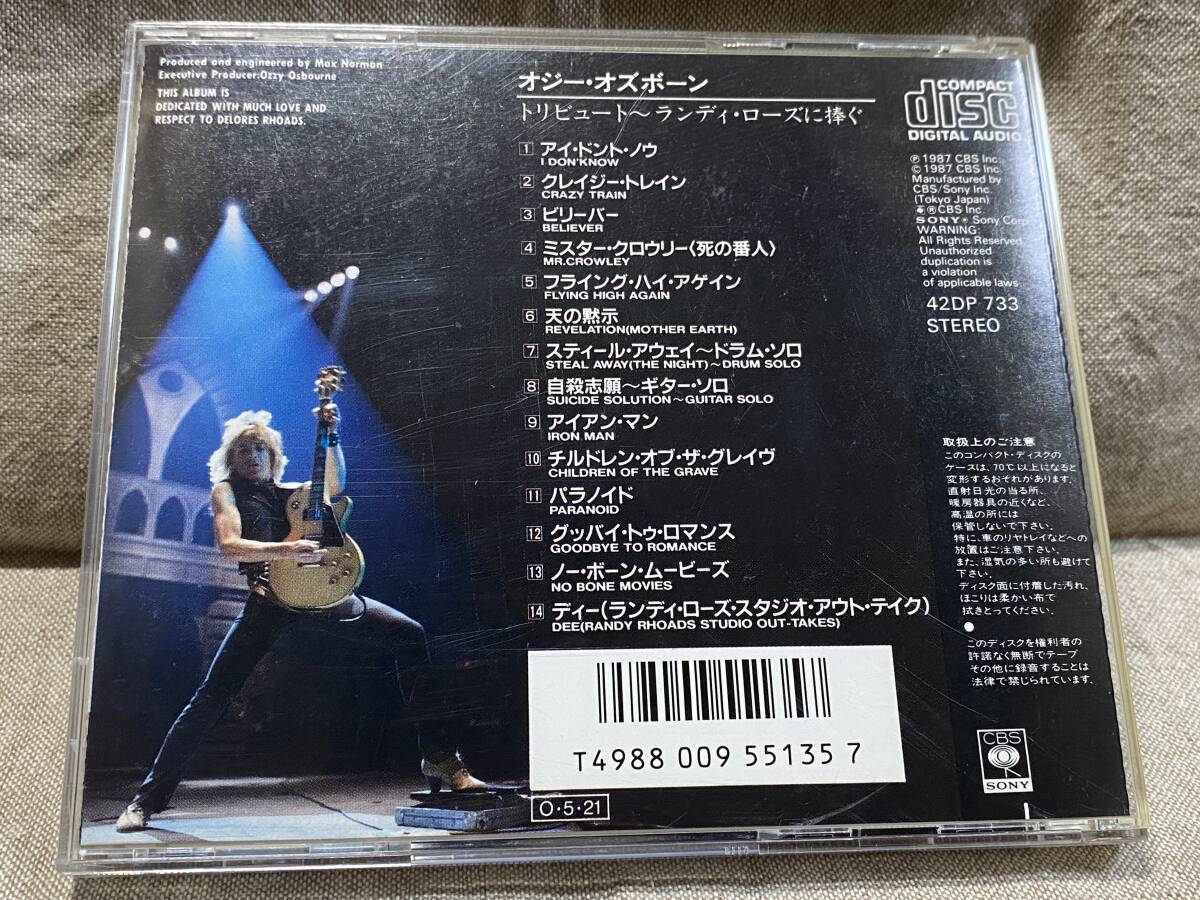 Produced and engineered by Max Norman
Executive Producer:Ozzy Osbourne
THIS ALBUM IS
DEDICATED WITH MUCH LOVE AND
RESPECT TO DELORES RHOADS.
オジー・オズボーン
トリビュート〜ランディ・ローズに捧ぐ
1 アイ・ドント・ノウ
I DON'T KNOW
2 クレイジー・トレイン
CRAZY TRAIN
3 ビリーバー
BELIEVER
4 ミスター・クロウリー〈死の番人〉
MR.CROWLEY
5 フライング・ハイ・アゲイン
FLYING HIGH AGAIN
6 天の黙示
REVELATION(MOTHER EARTH)
7 スティール・アウェイ〜ドラム・ソロ
STEAL AWAY(THE NIGHT)〜DRUM SOLO
8 自殺志願〜ギター・ソロ
SUICIDE SOLUTION〜GUITAR SOLO
9 アイアン・マン
IRON MAN
10 チルドレン・オブ・ザ・グレイヴ
CHILDREN OF THE GRAVE
11 パラノイド
PARANOID
12 グッバイ・トゥ・ロマンス
GOODBYE TO ROMANCE
13 ノー・ボーン・ムービーズ
NO BONE MOVIES
14 ディー(ランディ・ローズ・スタジオ・アウト・テイク)
DEE(RANDY RHOADS STUDIO OUT-TAKES)
T4988 009 55135 7
O・5・21
COMPACT
disc
DIGITAL AUDIO
℗ 1987 CBS Inc.
© 1987 CBS Inc.
Manufactured by
CBS/Sony Inc.
(Tokyo Japan)
®CBS Inc.
SONY® Sony Corp.
WARNING:
All Rights Reserved.
Unauthorized
duplication is
a violation
of applicable laws
42DP 733
STEREO
取扱上のご注意
このコンパクト・ディスクの
ケースは、70℃以上になると
変形するおそれがあります。
直射日光の当る所、
暖房器具の近くなど、
高温の所には
保管しないで下さい。
特に、車のリヤトレイなどへの
放置はご注意下さい。
また、湿気の多い所も避けて
下さい。
ディスク面に付着した汚れ、
ほこりは柔かい布で
拭きとってください。
●
このディスクを権利者の
許諾なく無断でテープ
その他に録音することは
法律で禁じられています。
CBS
SONY